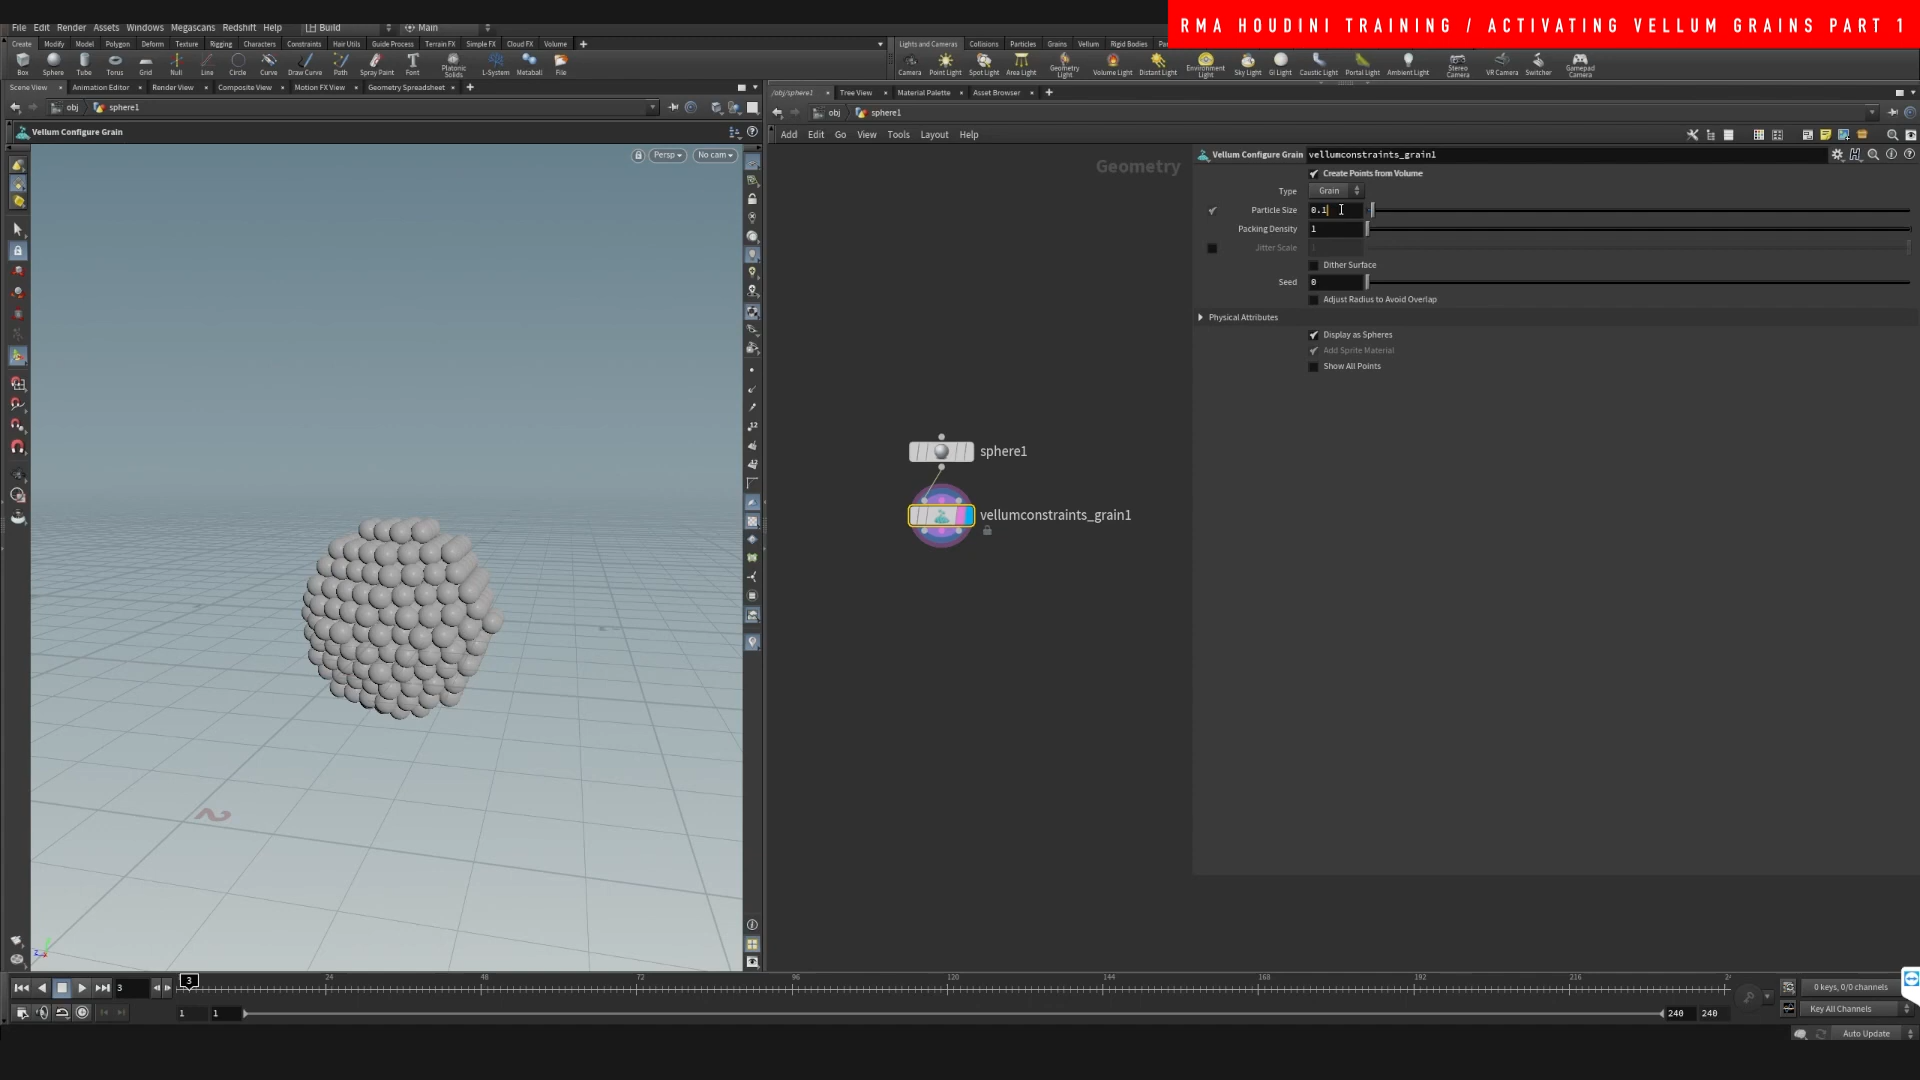 RMA HOUDINI TRAINING / ACTIVATING VELLUM GRAINS PART 1
File Edit Render Assets Windows Megascans Redshift Help Build Main
Create Modify Model Polygon Deform Texture Rigging Characters Constraints Hair Utils Guide Process Terrain FX Simple FX Cloud FX Volume
Lights and Cameras Collisions Particles Grains Vellum Rigid Bodies
Box Sphere Tube Torus Grid Null Line Circle Curve Draw Curve Path Spray Paint Font Platonic Solids L-System Metaball File
Camera Point Light Spot Light Area Light Geometry Light Volume Light Distant Light Environment Light Sky Light GI Light Caustic Light Portal Light Ambient Light Stereo Camera VR Camera Switcher Gamepad Camera
Scene View Animation Editor Render View Composite View Motion FX View Geometry Spreadsheet
/obj/sphere1 Tree View Material Palette Asset Browser
obj sphere1
obj sphere1
Vellum Configure Grain
Add Edit Go View Tools Layout Help
Persp No cam
Geometry
Vellum Configure Grain vellumconstraints_grain1
Create Points from Volume
Type Grain
Particle Size 0.1
Packing Density 1
Jitter Scale 1
Dither Surface
Seed 0
Adjust Radius to Avoid Overlap
Physical Attributes
Display as Spheres
Add Sprite Material
Show All Points
sphere1
vellumconstraints_grain1
2
3 3 24 48 72 96 120 144 168 192 216
0 keys, 0/0 channels
1 1 240 240
Key All Channels
Auto Update